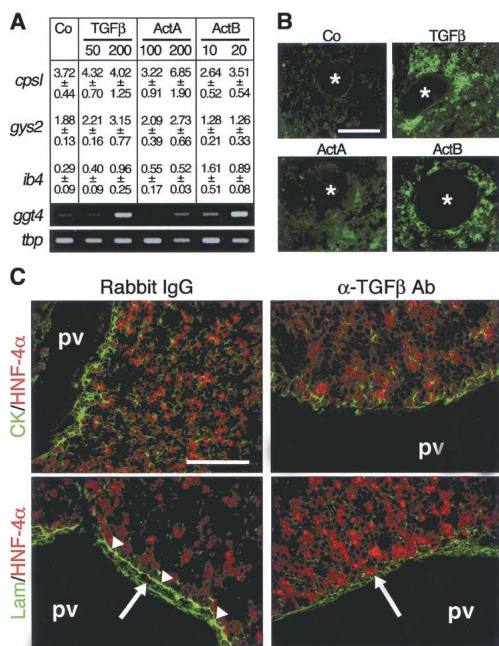 A
Co TGFβ ActA ActB
50 200 100 200 10 20
cpsI 3.72 ± 0.44 4.32 ± 0.70 4.02 ± 1.25 3.22 ± 0.91 6.85 ± 1.90 2.64 ± 0.52 3.51 ± 0.54
gys2 1.88 ± 0.13 2.21 ± 0.16 3.15 ± 0.77 2.09 ± 0.39 2.73 ± 0.66 1.28 ± 0.21 1.26 ± 0.33
ib4 0.29 ± 0.09 0.40 ± 0.09 0.96 ± 0.25 0.55 ± 0.17 0.52 ± 0.03 1.61 ± 0.51 0.89 ± 0.08
ggt4
tbp
B
Co TGFβ
* *
ActA ActB
* *
C
Rabbit IgG α-TGFβ Ab
CK/HNF-4α
pv pv
Lam/HNF-4α
pv pv